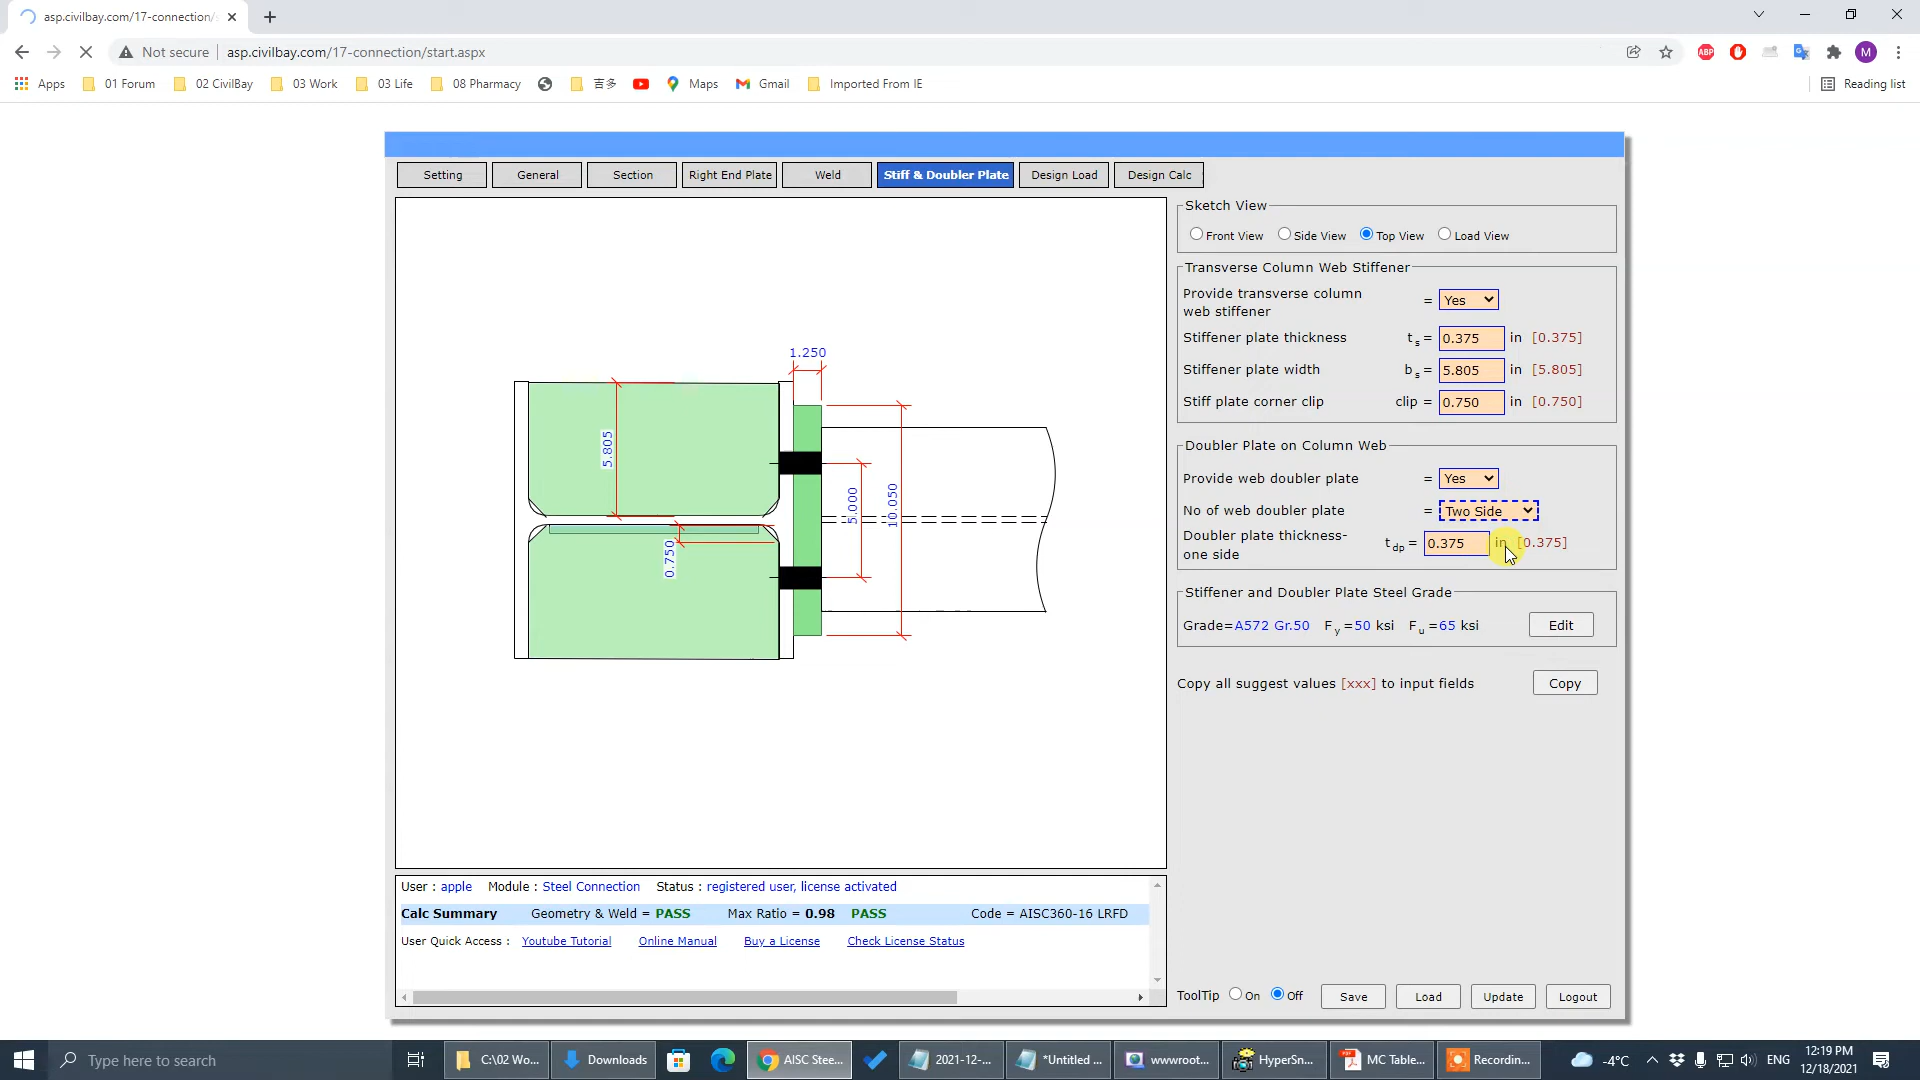 asp.civilbay.com/17-connection/s
Not secure asp.civilbay.com/17-connection/start.aspx
Apps 01 Forum 02 CivilBay 03 Work 03 Life 08 Pharmacy 吉多 Maps Gmail Imported From IE Reading list
ABP M
Setting General Section Right End Plate Weld Stiff & Doubler Plate Design Load Design Calc
Sketch View
Front View Side View Top View Load View
Transverse Column Web Stiffener
Provide transverse column
web stiffener = Yes
Stiffener plate thickness ts = 0.375 in [0.375]
Stiffener plate width bs = 5.805 in [5.805]
Stiff plate corner clip clip = 0.750 in [0.750]
Doubler Plate on Column Web
Provide web doubler plate = Yes
No of web doubler plate = Two Side
Doubler plate thickness-
one side tdp = 0.375 in [0.375]
Stiffener and Doubler Plate Steel Grade
Grade=A572 Gr.50 Fy =50 ksi Fu =65 ksi Edit
Copy all suggest values [xxx] to input fields Copy
1.250
5.805
0.750
5.000
10.050
User : apple Module : Steel Connection Status : registered user, license activated
Calc Summary Geometry & Weld = PASS Max Ratio = 0.98 PASS Code = AISC360-16 LRFD
User Quick Access : Youtube Tutorial Online Manual Buy a License Check License Status
ToolTip On Off Save Load Update Logout
Type here to search C:\02 Wo... Downloads AISC Stee... 2021-12-... *Untitled ... wwwroot... HyperSn... MC Table... Recordin... -4°C ENG
12:19 PM
12/18/2021